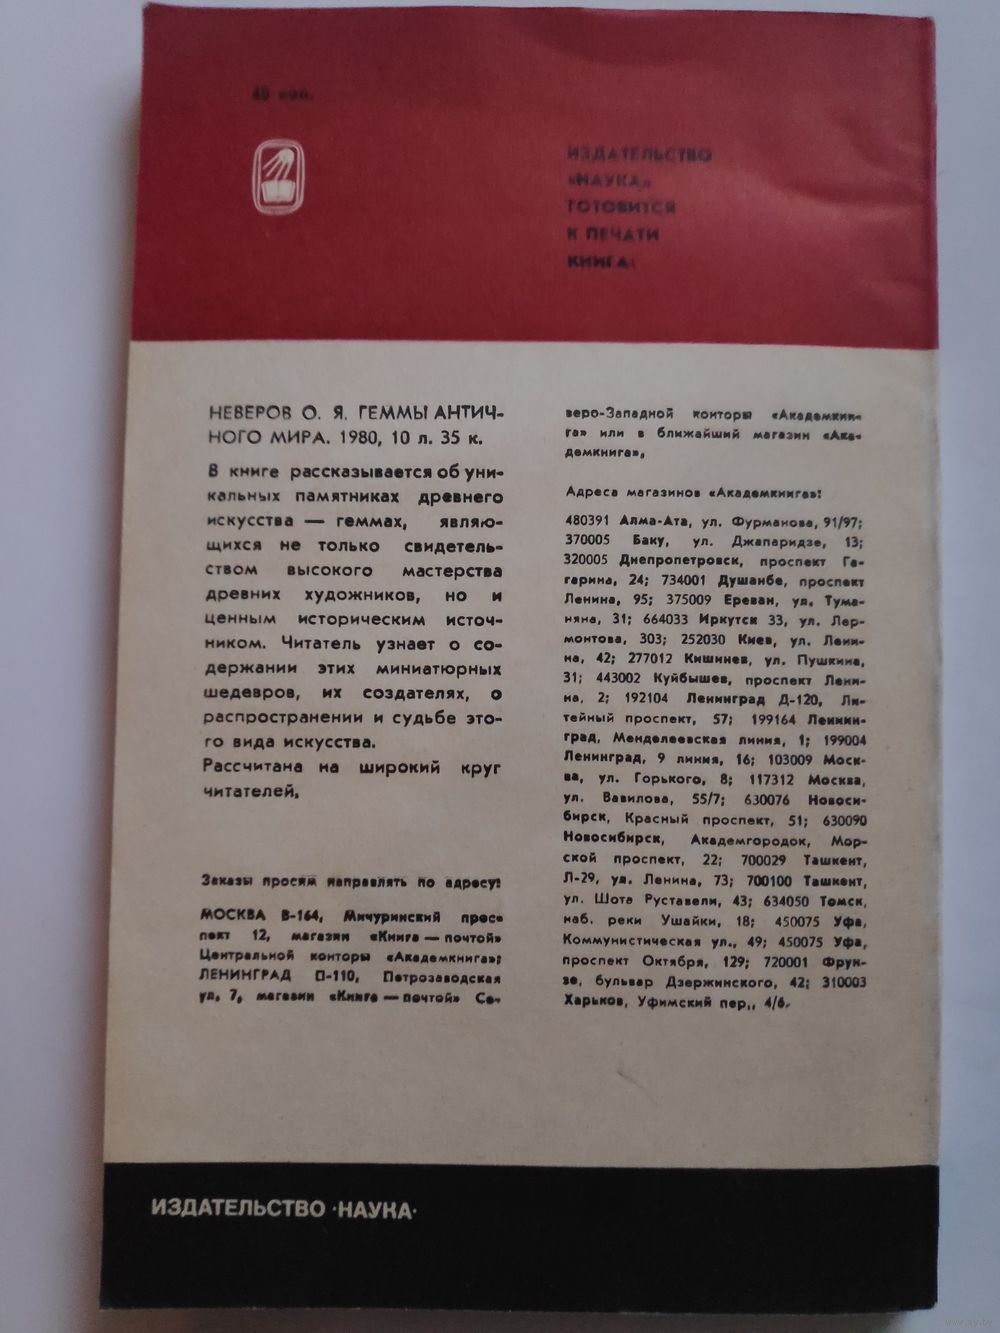 40 коп.
ИЗДАТЕЛЬСТВО
«НАУКА»
ГОТОВИТСЯ
К ПЕЧАТИ
КНИГА:
НЕВЕРОВ О. Я. ГЕММЫ АНТИЧ-
НОГО МИРА. 1980, 10 л. 35 к.
В книге рассказывается об уни-
кальных памятниках древнего
искусства — геммах, являю-
щихся не только свидетель-
ством высокого мастерства
древних художников, но и
ценным историческим источ-
ником. Читатель узнает о со-
держании этих миниатюрных
шедевров, их создателях, о
распространении и судьбе это-
го вида искусства.
Рассчитана на широкий круг
читателей.
Заказы просим направлять по адресу:
МОСКВА В-164, Мичуринский прос-
пект 12, магазин «Книга — почтой»
Центральной конторы «Академкнига»;
ЛЕНИНГРАД П-110, Петрозаводская
ул. 7, магазин «Книга — почтой» Се-
веро-Западной конторы «Академкни-
га» или в ближайший магазин «Ака-
демкнига».
Адреса магазинов «Академкнига»:
480391 Алма-Ата, ул. Фурманова, 91/97;
370005 Баку, ул. Джапаридзе, 13;
320005 Днепропетровск, проспект Га-
гарина, 24; 734001 Душанбе, проспект
Ленина, 95; 375009 Ереван, ул. Тума-
няна, 31; 664033 Иркутск 33, ул. Лер-
монтова, 303; 252030 Киев, ул. Лени-
на, 42; 277012 Кишинев, ул. Пушкина,
31; 443002 Куйбышев, проспект Лени-
на, 2; 192104 Ленинград Д-120, Ли-
тейный проспект, 57; 199164 Ленин-
град, Менделеевская линия, 1; 199004
Ленинград, 9 линия, 16; 103009 Моск-
ва, ул. Горького, 8; 117312 Москва,
ул. Вавилова, 55/7; 630076 Новоси-
бирск, Красный проспект, 51; 630090
Новосибирск, Академгородок, Мор-
ской проспект, 22; 700029 Ташкент,
Л-29, ул. Ленина, 73; 700100 Ташкент,
ул. Шота Руставели, 43; 634050 Томск,
наб. реки Ушайки, 18; 450075 Уфа,
Коммунистическая ул., 49; 450075 Уфа,
проспект Октября, 129; 720001 Фрун-
зе, бульвар Дзержинского, 42; 310003
Харьков, Уфимский пер., 4/6.
ИЗДАТЕЛЬСТВО ·НАУКА·